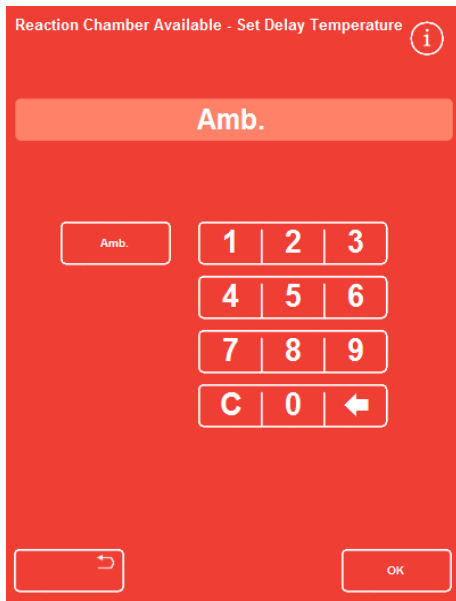 Reaction Chamber Available - Set Delay Temperature i
Amb.
Amb. 1 2 3
4 5 6
7 8 9
C 0
OK